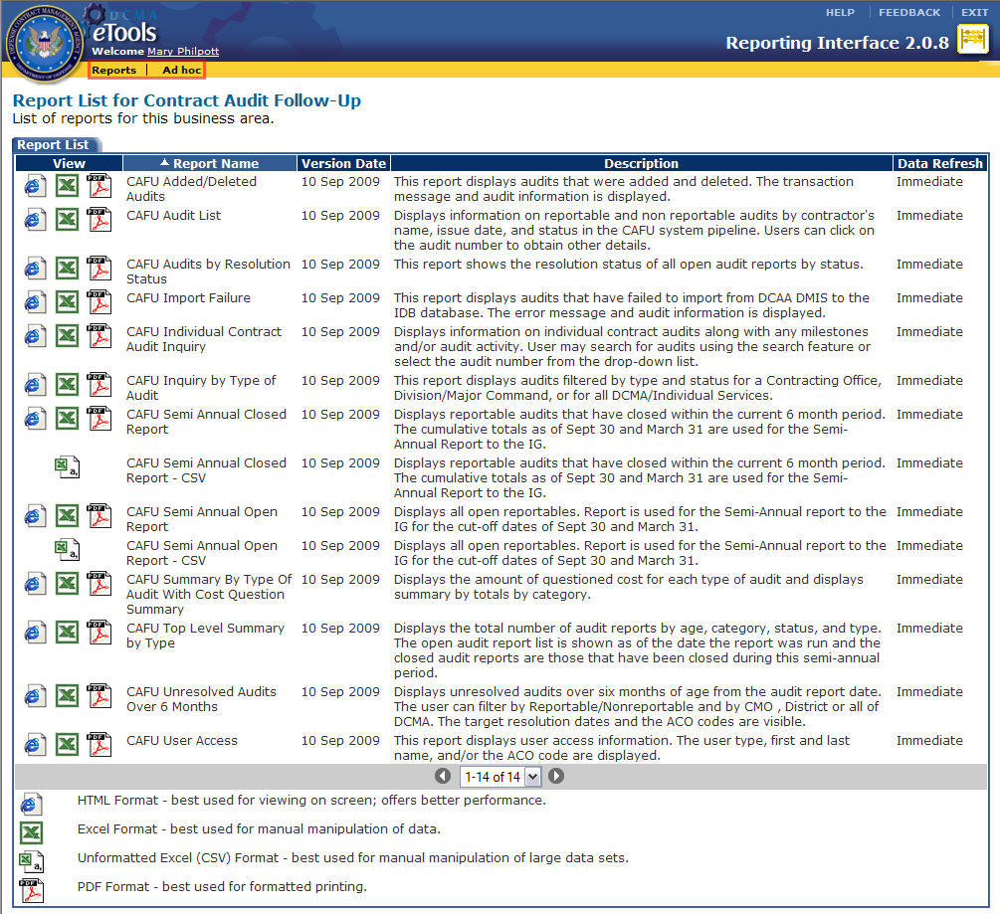 HELP FEEDBACK EXIT
DCMA
eTools
Welcome Mary Philpott
Reporting Interface 2.0.8
Reports Ad hoc
Report List for Contract Audit Follow-Up
List of reports for this business area.
Report List
View Report Name Version Date Description Data Refresh
CAFU Added/Deleted 10 Sep 2009 This report displays audits that were added and deleted. The transaction Immediate
Audits message and audit information is displayed.
CAFU Audit List 10 Sep 2009 Displays information on reportable and non reportable audits by contractor's Immediate
name, issue date, and status in the CAFU system pipeline. Users can click on
the audit number to obtain other details.
CAFU Audits by Resolution 10 Sep 2009 This report shows the resolution status of all open audit reports by status. Immediate
Status
CAFU Import Failure 10 Sep 2009 This report displays audits that have failed to import from DCAA DMIS to the Immediate
IDB database. The error message and audit information is displayed.
CAFU Individual Contract 10 Sep 2009 Displays information on individual contract audits along with any milestones Immediate
Audit Inquiry and/or audit activity. User may search for audits using the search feature or
select the audit number from the drop-down list.
CAFU Inquiry by Type of 10 Sep 2009 This report displays audits filtered by type and status for a Contracting Office, Immediate
Audit Division/Major Command, or for all DCMA/Individual Services.
CAFU Semi Annual Closed 10 Sep 2009 Displays reportable audits that have closed within the current 6 month period. Immediate
Report The cumulative totals as of Sept 30 and March 31 are used for the Semi-
Annual Report to the IG.
CAFU Semi Annual Closed 10 Sep 2009 Displays reportable audits that have closed within the current 6 month period. Immediate
Report - CSV The cumulative totals as of Sept 30 and March 31 are used for the Semi-
Annual Report to the IG.
CAFU Semi Annual Open 10 Sep 2009 Displays all open reportables. Report is used for the Semi-Annual report to the Immediate
Report IG for the cut-off dates of Sept 30 and March 31.
CAFU Semi Annual Open 10 Sep 2009 Displays all open reportables. Report is used for the Semi-Annual report to the Immediate
Report - CSV IG for the cut-off dates of Sept 30 and March 31.
CAFU Summary By Type Of 10 Sep 2009 Displays the amount of questioned cost for each type of audit and displays Immediate
Audit With Cost Question summary by totals by category.
Summary
CAFU Top Level Summary 10 Sep 2009 Displays the total number of audit reports by age, category, status, and type. Immediate
by Type The open audit report list is shown as of the date the report was run and the
closed audit reports are those that have been closed during this semi-annual
period.
CAFU Unresolved Audits 10 Sep 2009 Displays unresolved audits over six months of age from the audit report date. Immediate
Over 6 Months The user can filter by Reportable/Nonreportable and by CMO , District or all of
DCMA. The target resolution dates and the ACO codes are visible.
CAFU User Access 10 Sep 2009 This report displays user access information. The user type, first and last Immediate
name, and/or the ACO code are displayed.
1-14 of 14
HTML Format - best used for viewing on screen; offers better performance.
Excel Format - best used for manual manipulation of data.
Unformatted Excel (CSV) Format - best used for manual manipulation of large data sets.
PDF Format - best used for formatted printing.